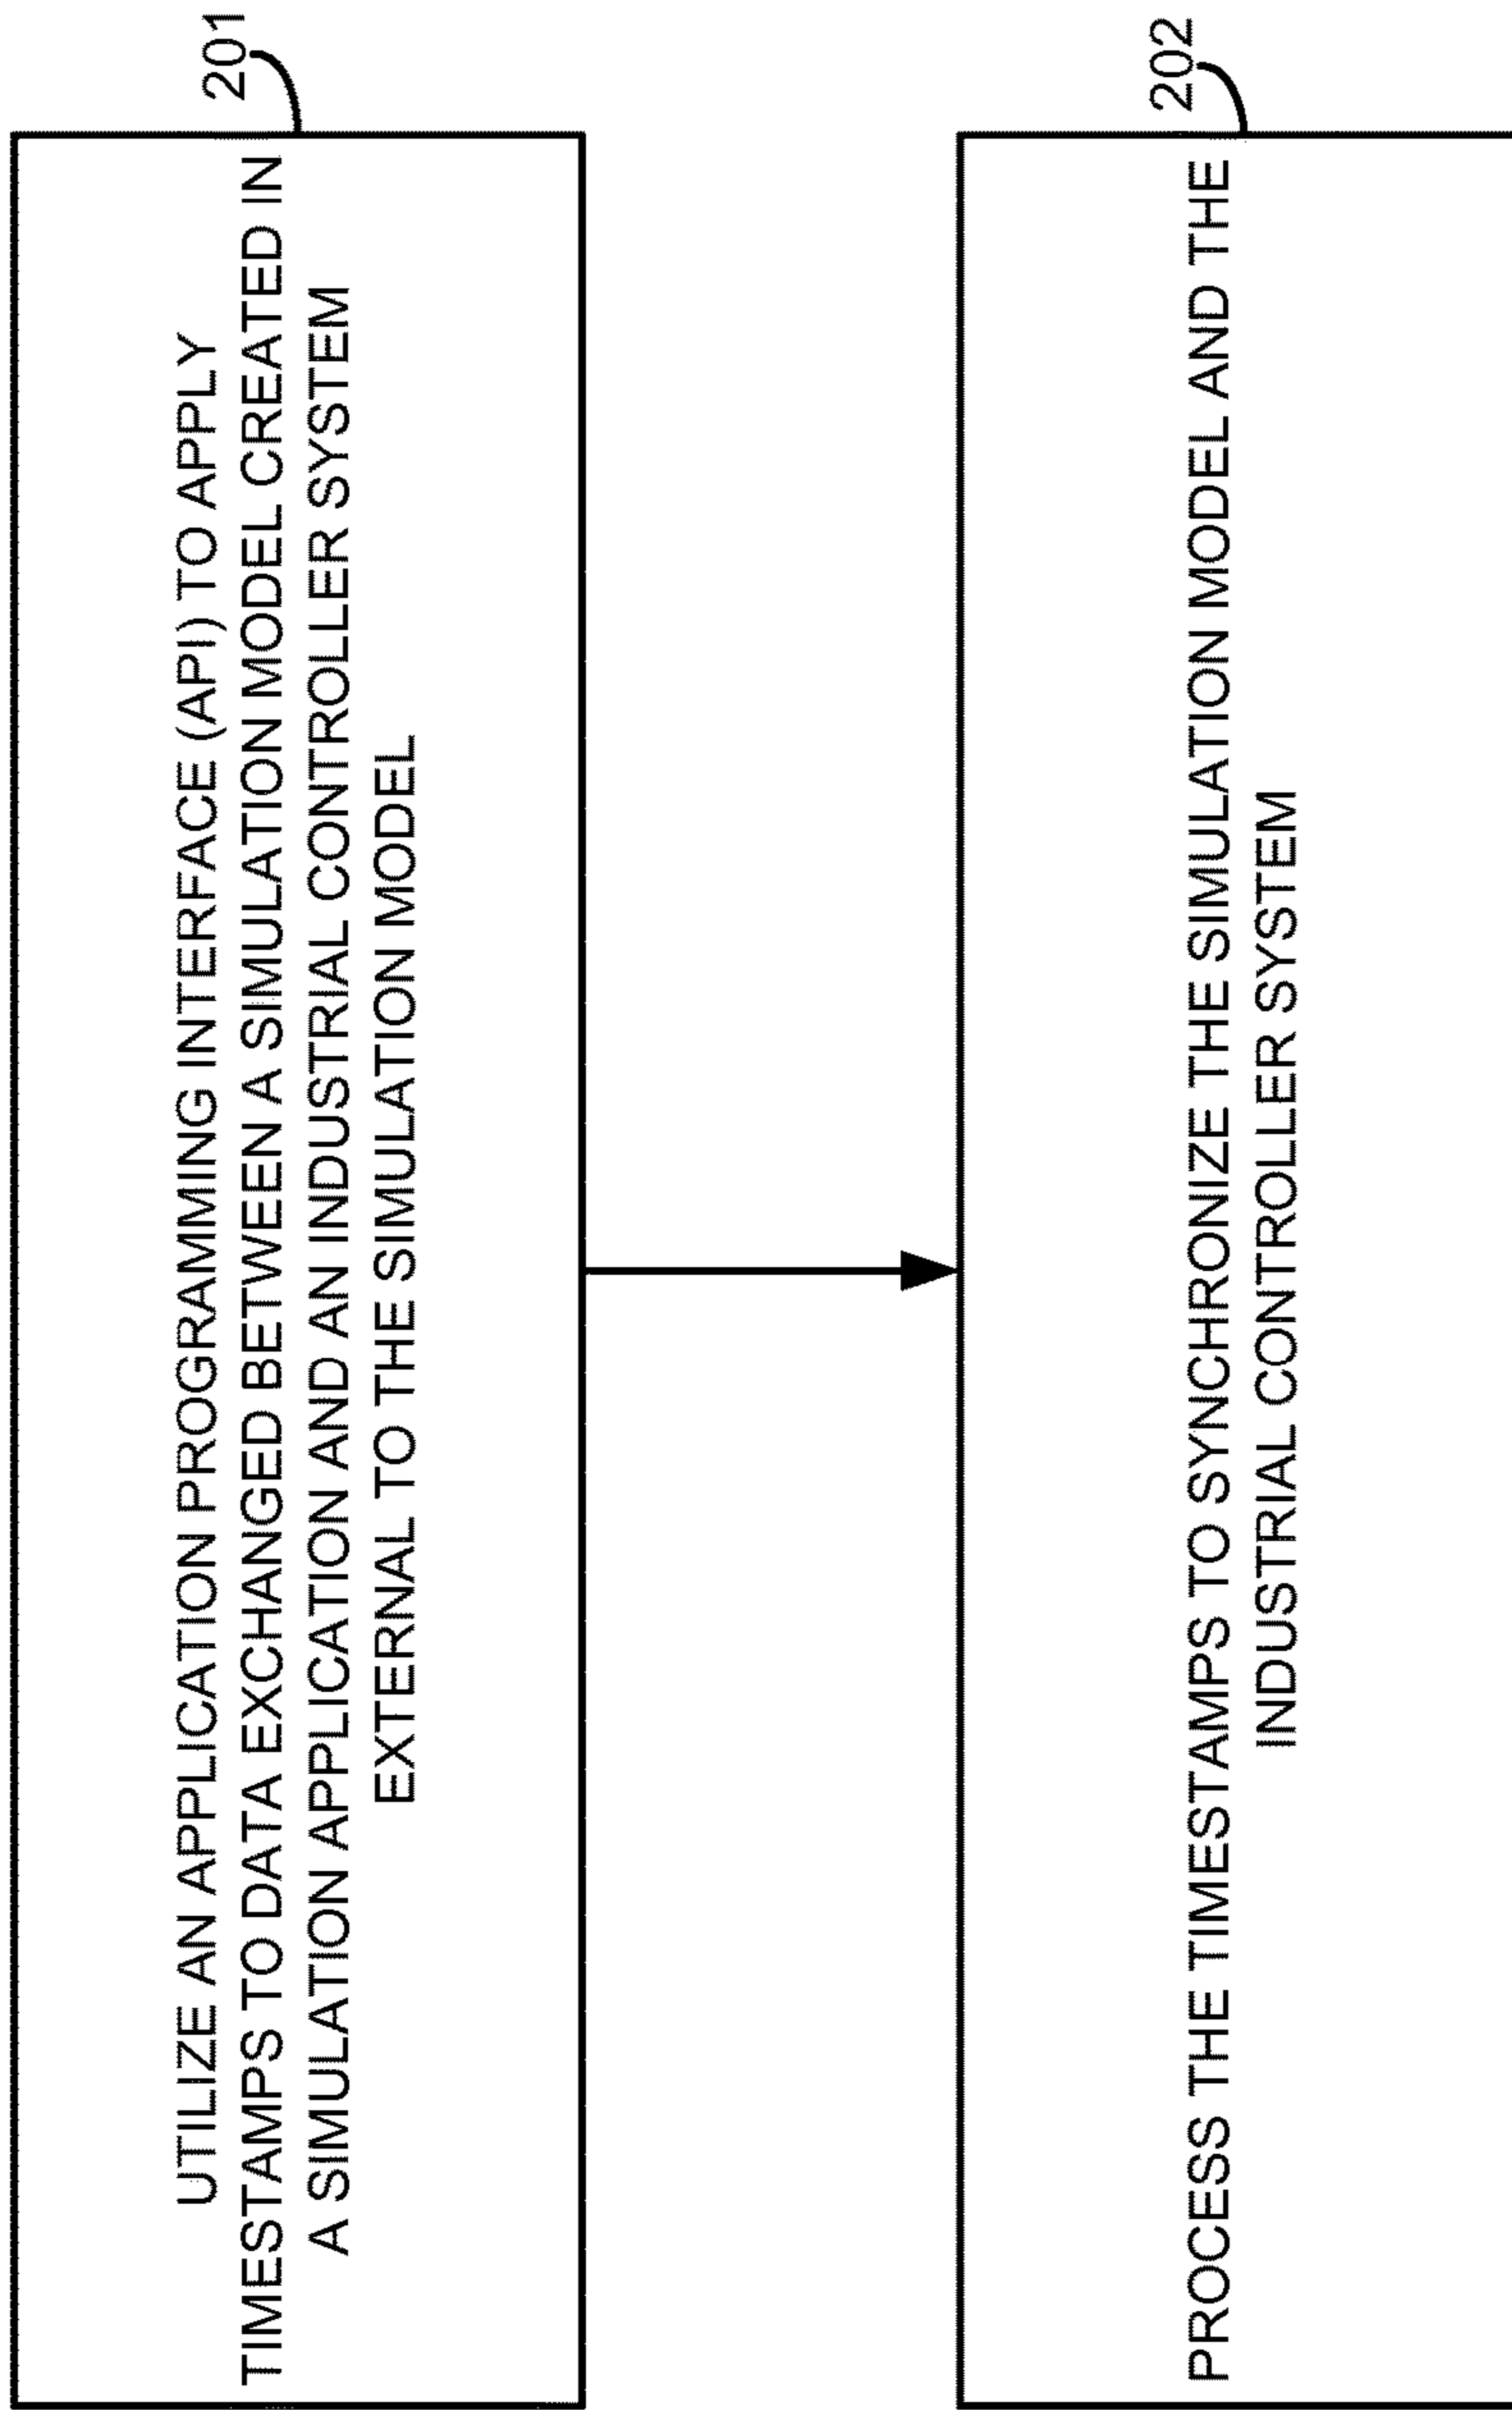 201
UTILIZE AN APPLICATION PROGRAMMING INTERFACE (API) TO APPLY
TIMESTAMPS TO DATA EXCHANGED BETWEEN A SIMULATION MODEL CREATED IN
A SIMULATION APPLICATION AND AN INDUSTRIAL CONTROLLER SYSTEM
EXTERNAL TO THE SIMULATION MODEL
202
PROCESS THE TIMESTAMPS TO SYNCHRONIZE THE SIMULATION MODEL AND THE
INDUSTRIAL CONTROLLER SYSTEM